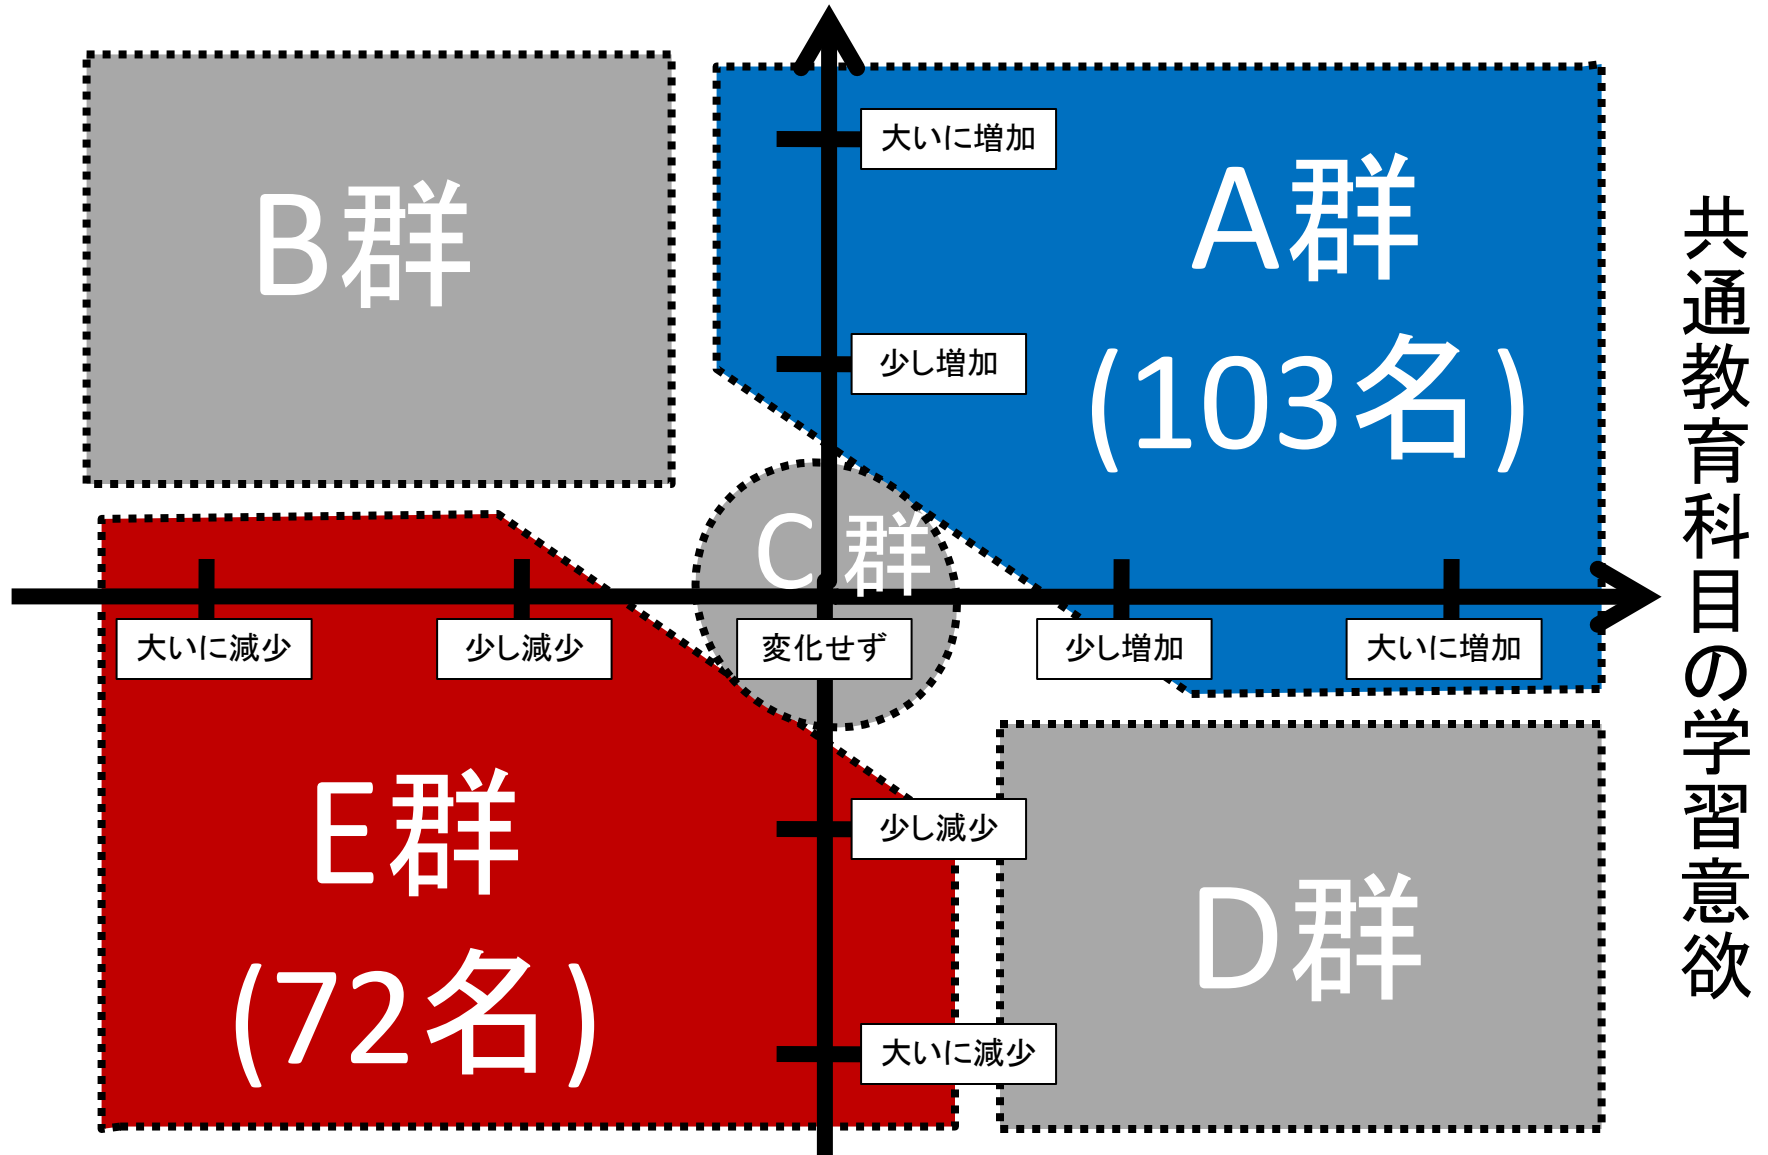 大いに増加
B群
A群
少し増加
(103名)
C群
大いに減少
少し減少
変化せず
少し増加
大いに増加
E群
(72名)
少し減少
D群
大いに減少
共通教育科目の学習意欲